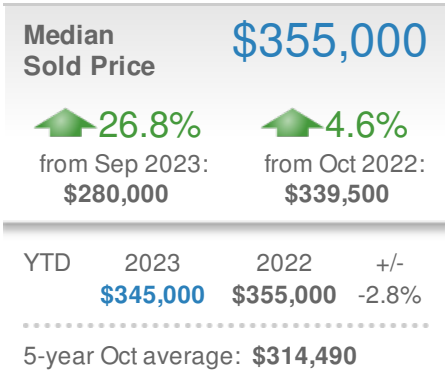 Median $355,000
Sold Price
26.8% 4.6%
from Sep 2023: from Oct 2022:
$280,000 $339,500
YTD 2023 2022 +/-
$345,000 $355,000 -2.8%
5-year Oct average: $314,490